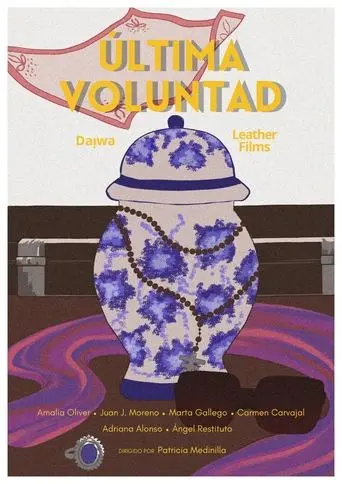 ÚLTIMA
VOLUNTAD
Daiwa
Leather
Films
Amalia Oliver • Juan J. Moreno • Marta Gallego • Carmen Carvajal
Adriana Alonso • Ángel Restituto
DIRIGIDO POR Patricia Medinilla